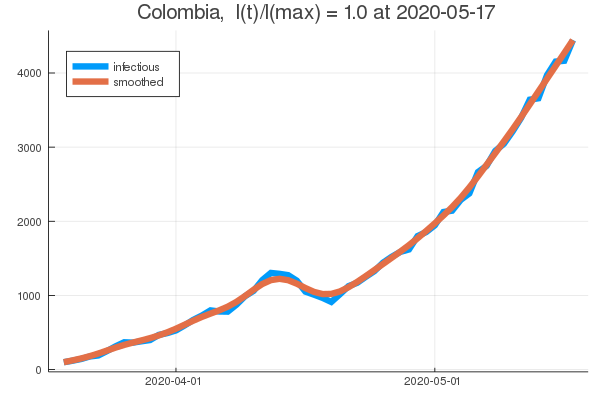 Colombia,  I(t)/I(max) = 1.0 at 2020-05-17
infectious
smoothed
4000
3000
2000
1000
0
2020-04-01
2020-05-01